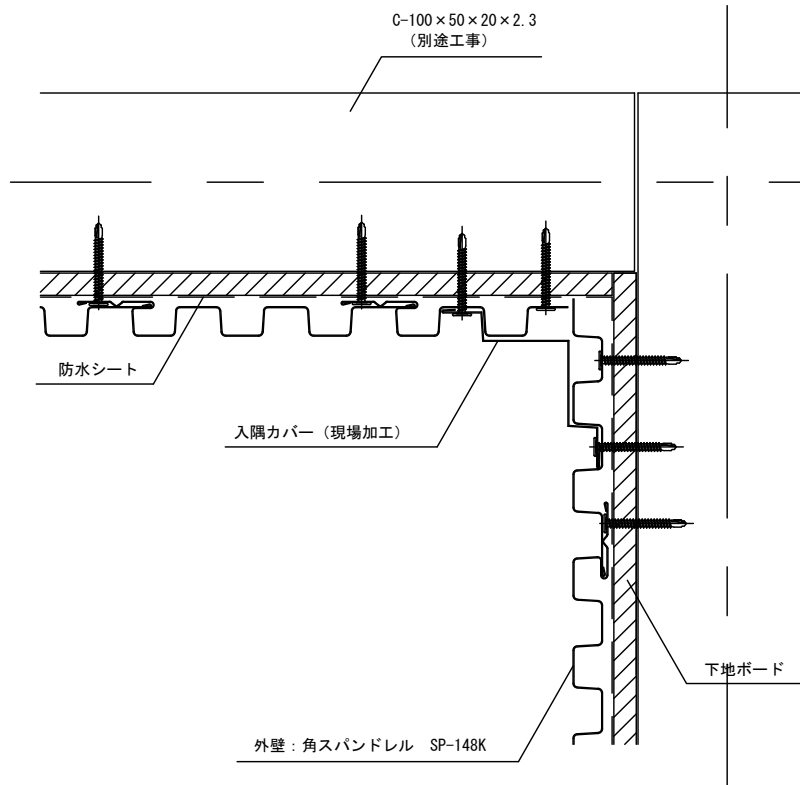 C-100×50×20×2.3
（別途工事）
防水シート
入隅カバー（現場加工）
下地ボード
外壁：角スパンドレル　SP-148K